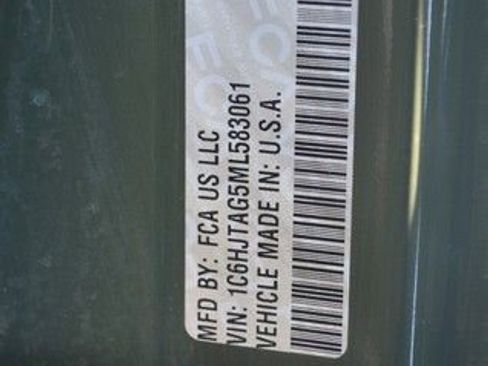 MFD BY: FCA US LLC
VIN: 1C6HJTAG5ML583061
VEHICLE MADE IN: U.S.A.